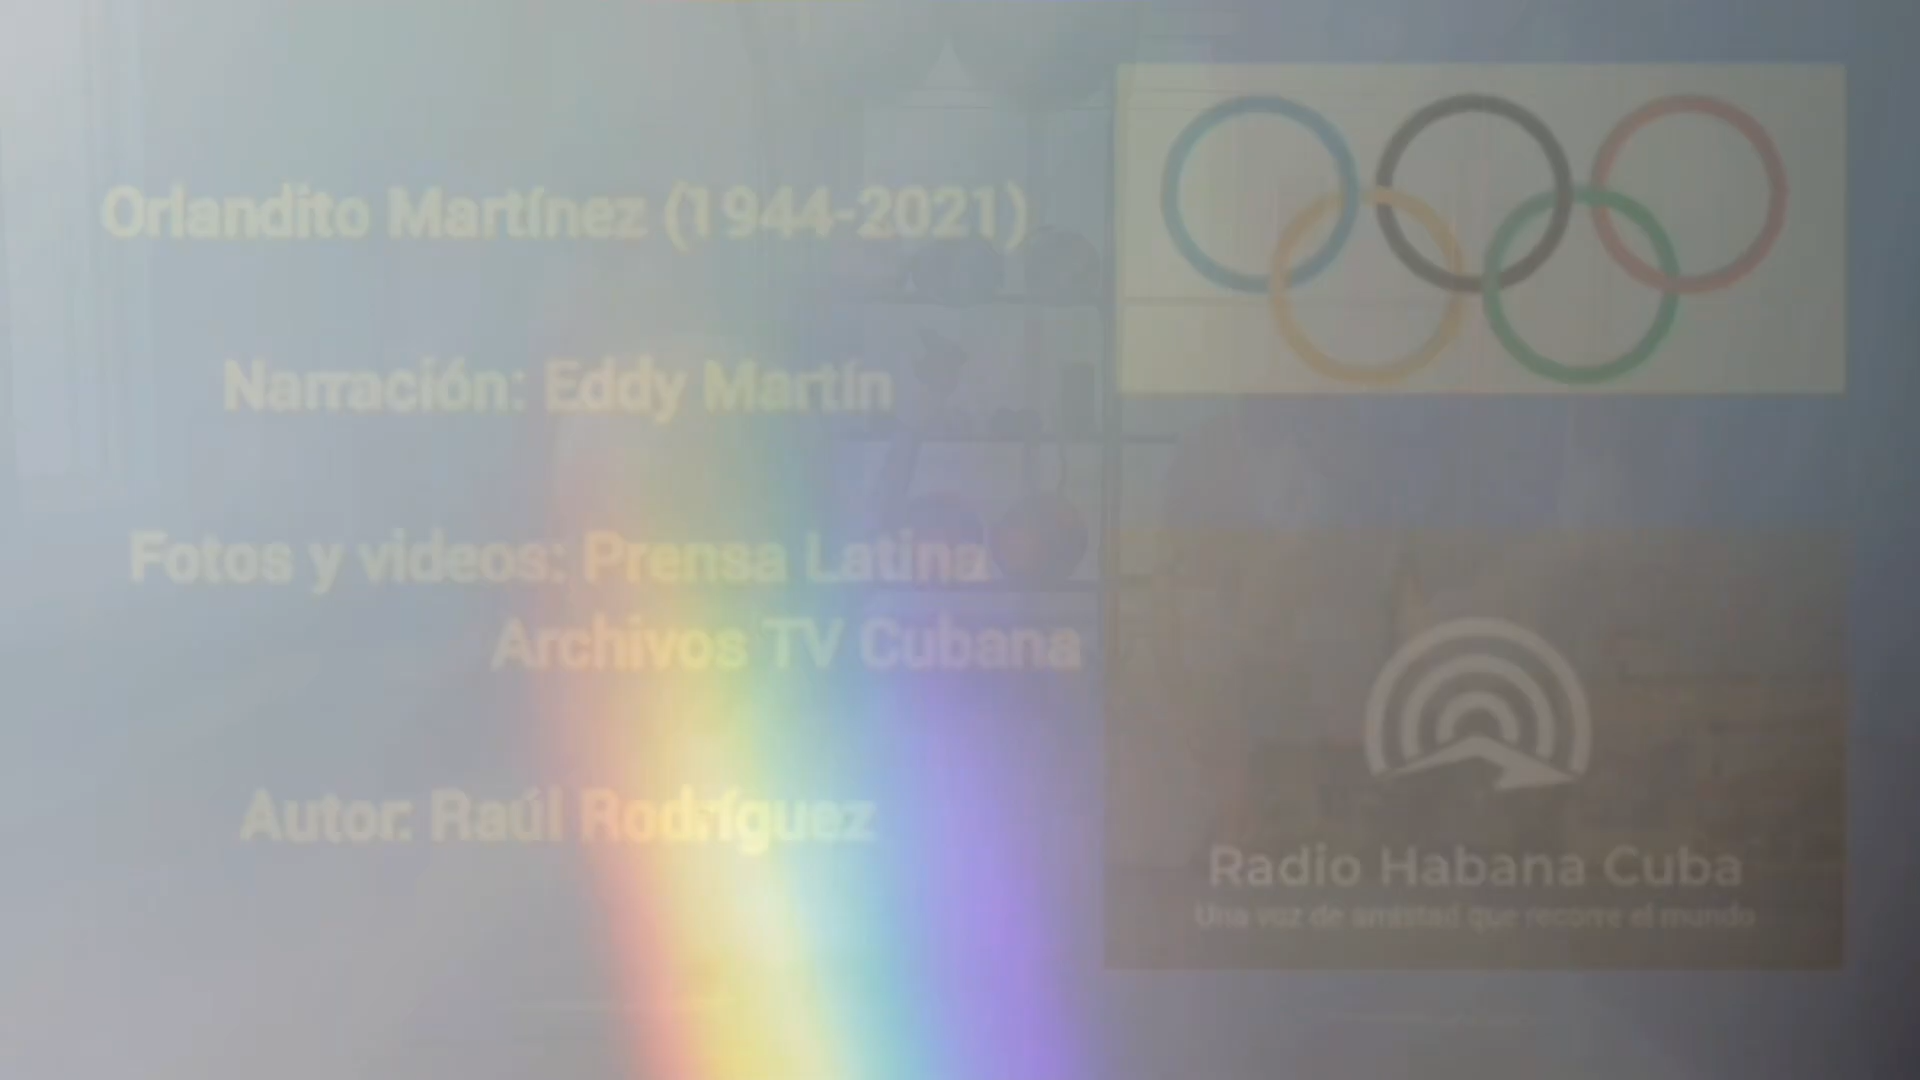 Orlandito Martínez (1944-2021)
Narración: Eddy Martín
Fotos y videos: Prensa Latina
Archivos TV Cubana
Autor: Raúl Rodríguez
Radio Habana Cuba
Una voz de amistad que recorre el mundo